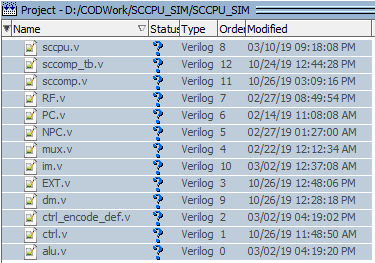 Project - D:/CODWork/SCCPU_SIM/SCCPU_SIM
Name Status Type Order Modified
sccpu.v Verilog 8 03/10/19 09:18:08 PM
sccomp_tb.v Verilog 12 10/24/19 12:44:28 PM
sccomp.v Verilog 11 10/26/19 03:09:16 PM
RF.v Verilog 7 02/27/19 08:49:54 PM
PC.v Verilog 6 02/14/19 11:08:08 AM
NPC.v Verilog 5 02/27/19 01:27:00 AM
mux.v Verilog 4 02/22/19 12:12:34 AM
im.v Verilog 10 03/02/19 12:37:08 AM
EXT.v Verilog 3 10/26/19 12:48:06 PM
dm.v Verilog 9 10/26/19 12:28:18 PM
ctrl_encode_def.v Verilog 2 03/02/19 04:19:02 PM
ctrl.v Verilog 1 10/26/19 11:48:50 AM
alu.v Verilog 0 03/02/19 04:19:20 PM